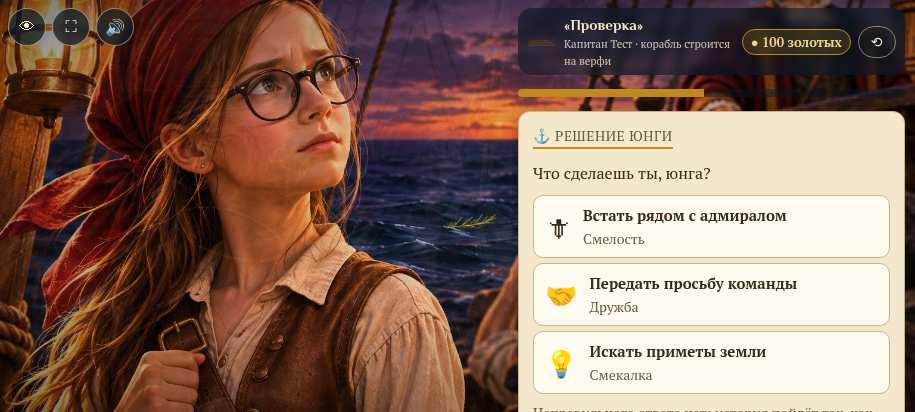 «Проверка»
Капитан Тест · корабль строится
на верфи
● 100 золотых
⚓ РЕШЕНИЕ ЮНГИ
Что сделаешь ты, юнга?
Встать рядом с адмиралом
Смелость
Передать просьбу команды
Дружба
Искать приметы земли
Смекалка